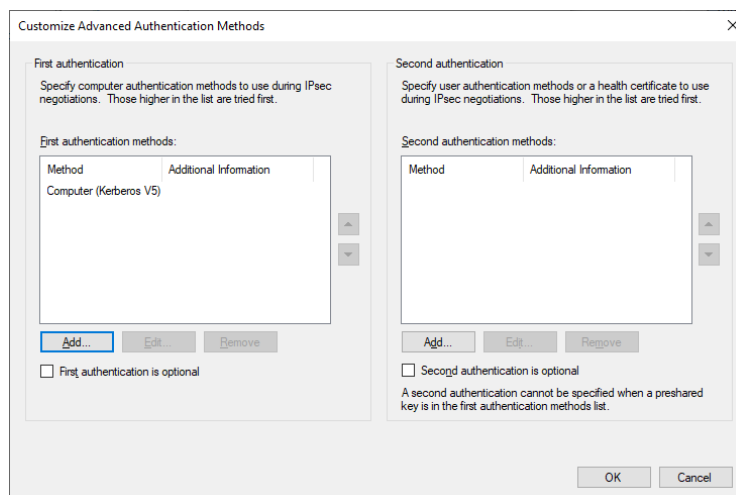 Customize Advanced Authentication Methods
First authentication
Specify computer authentication methods to use during IPsec
negotiations. Those higher in the list are tried first.
First authentication methods:
Method Additional Information
Computer (Kerberos V5)
Add... Edit... Remove
First authentication is optional
Second authentication
Specify user authentication methods or a health certificate to use
during IPsec negotiations. Those higher in the list are tried first.
Second authentication methods:
Method Additional Information
Add... Edit... Remove
Second authentication is optional
A second authentication cannot be specified when a preshared
key is in the first authentication methods list.
OK Cancel